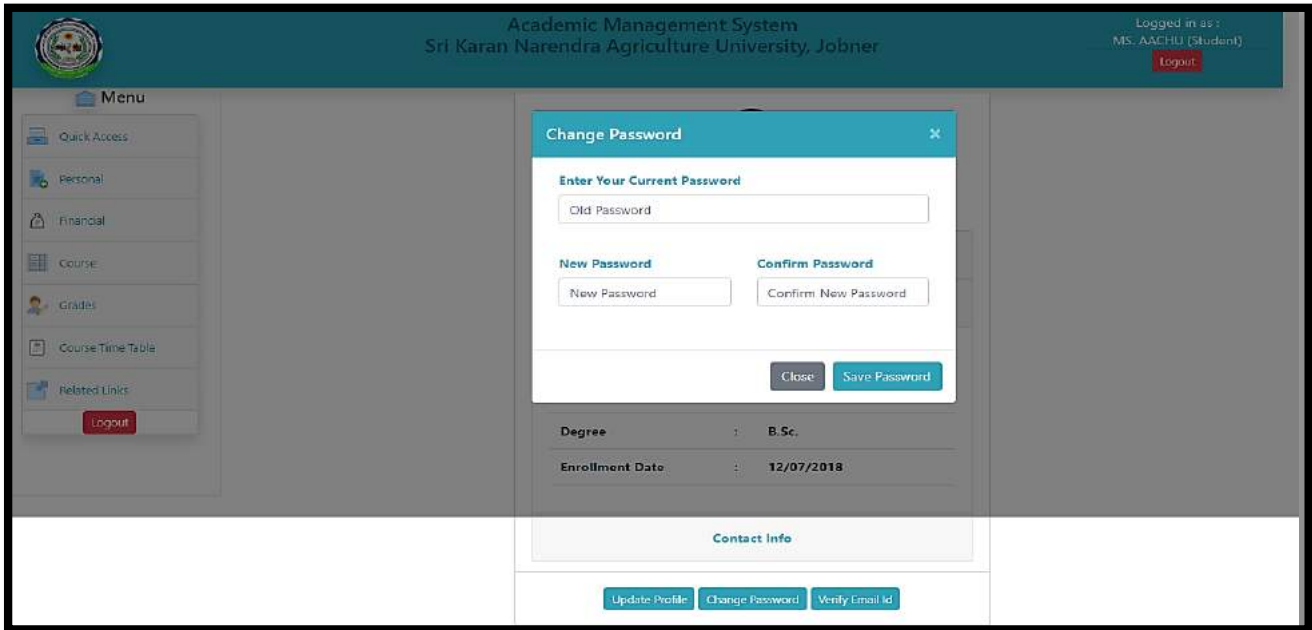 Academic Management System
Sri Karan Narendra Agriculture University, Jobner
Logged in as :
MS. AACHU (Student)
Logout
Menu
Quick Access
Personal
Financial
Course
Grades
Course Time Table
Related Links
Logout
Change Password ×
Enter Your Current Password
Old Password
New Password Confirm Password
New Password Confirm New Password
Close Save Password
Degree : B.Sc.
Enrollment Date : 12/07/2018
Contact Info
Update Profile Change Password Verify Email Id